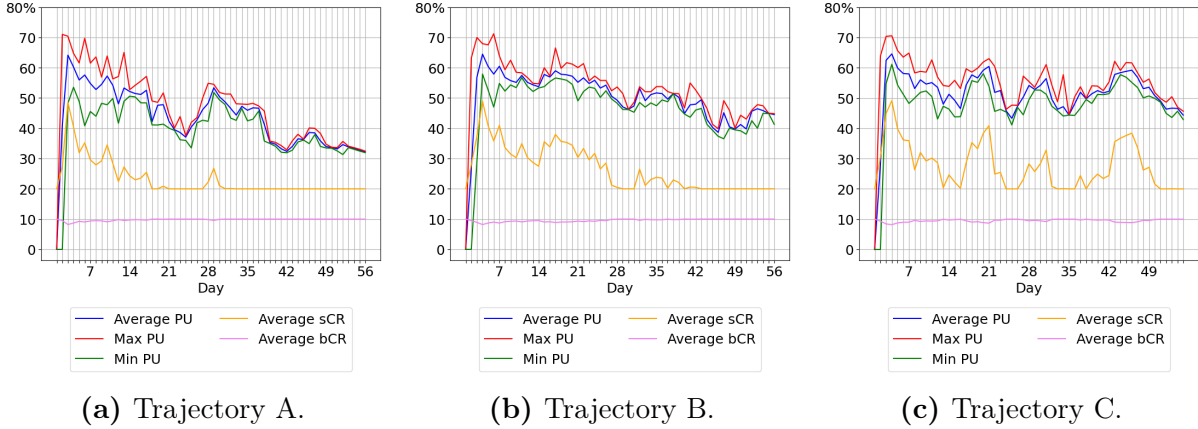 80%
70
60
50
40
30
20
10
0
7 14 21 28 35 42 49 56
Day
Average PU Average sCR
Max PU Average bCR
Min PU
(a) Trajectory A.
80%
70
60
50
40
30
20
10
0
7 14 21 28 35 42 49 56
Day
Average PU Average sCR
Max PU Average bCR
Min PU
(b) Trajectory B.
80%
70
60
50
40
30
20
10
0
7 14 21 28 35 42 49
Day
Average PU Average sCR
Max PU Average bCR
Min PU
(c) Trajectory C.